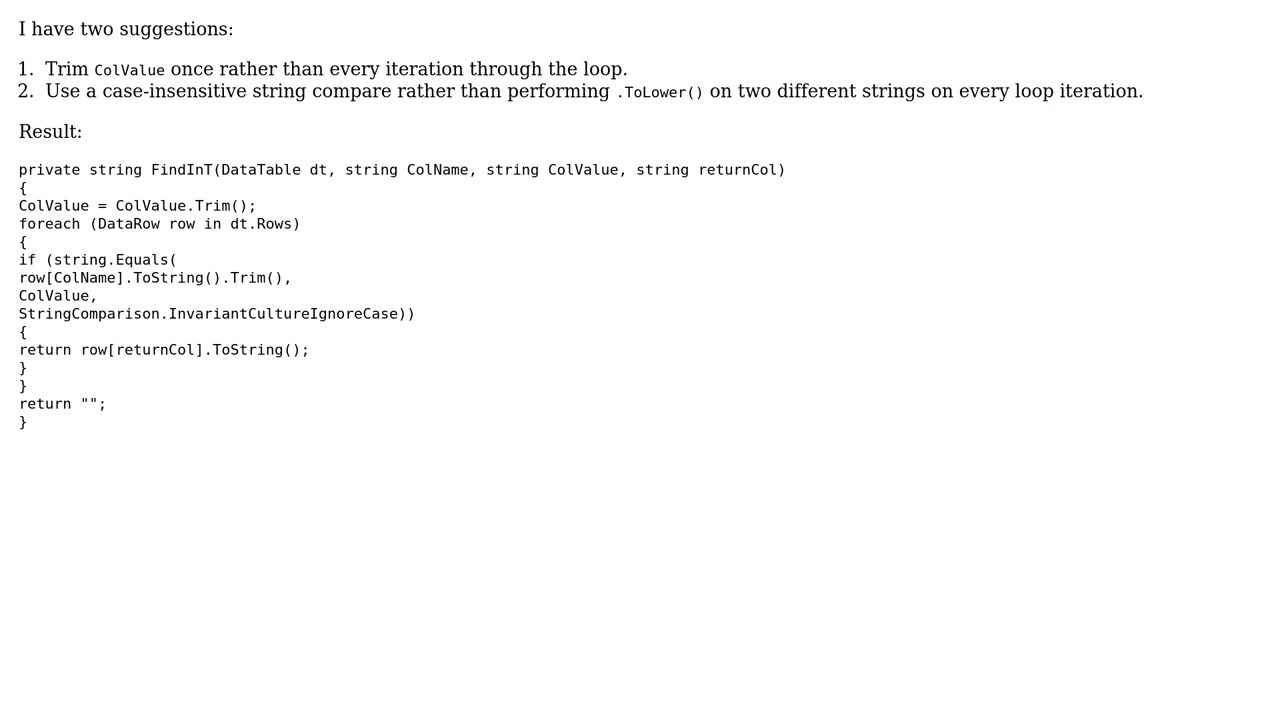 I have two suggestions:
1. Trim ColValue once rather than every iteration through the loop.
2. Use a case-insensitive string compare rather than performing .ToLower() on two different strings on every loop iteration.
Result:
private string FindInT(DataTable dt, string ColName, string ColValue, string returnCol)
{
ColValue = ColValue.Trim();
foreach (DataRow row in dt.Rows)
{
if (string.Equals(
row[ColName].ToString().Trim(),
ColValue,
StringComparison.InvariantCultureIgnoreCase))
{
return row[returnCol].ToString();
}
}
return "";
}